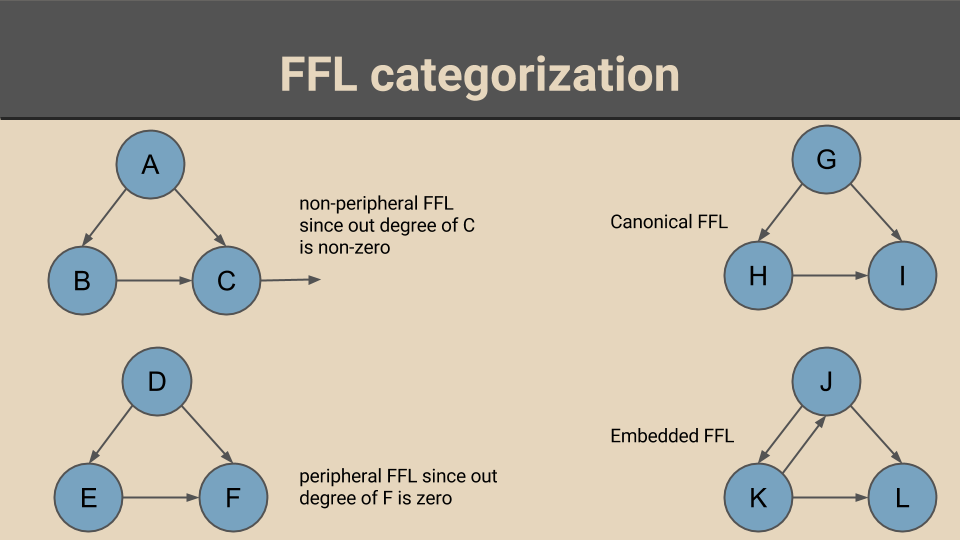 FFL categorization
A
B
C
non-peripheral FFL
since out degree of C
is non-zero
D
E
F
peripheral FFL since out
degree of F is zero
G
Canonical FFL
H
I
J
Embedded FFL
K
L